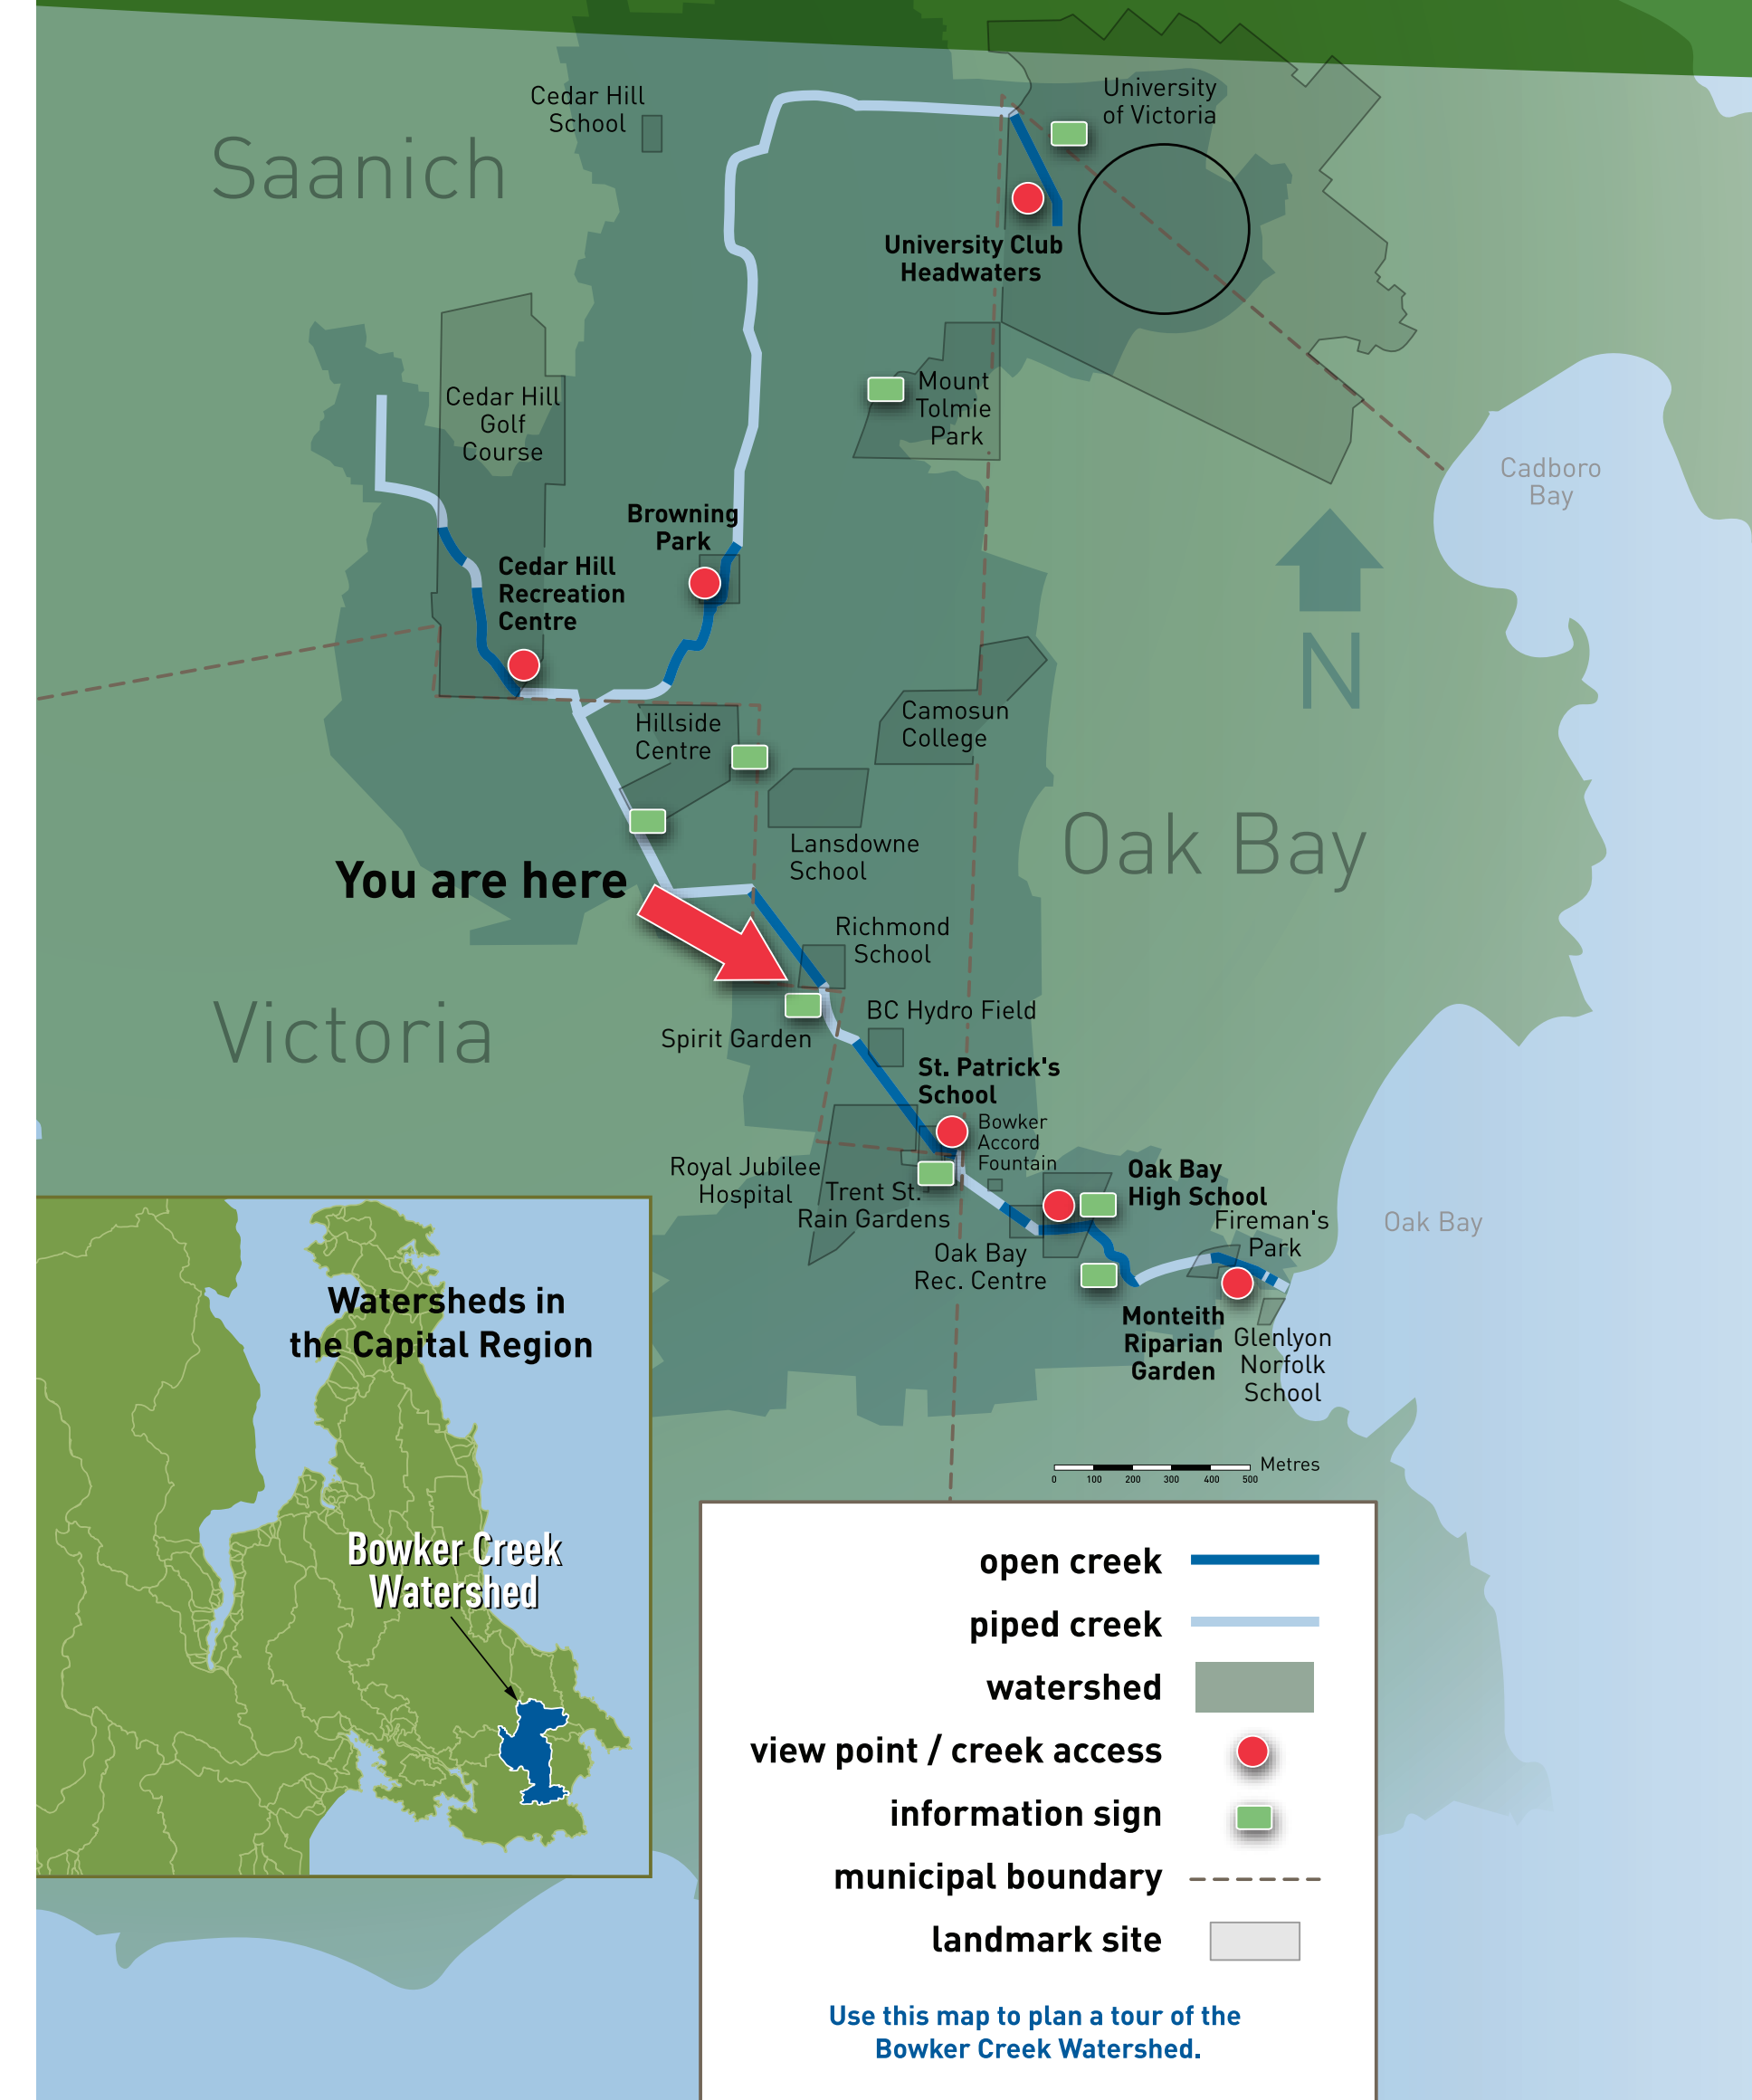 Cedar Hill
School
University
of Victoria
Saanich
University Club
Headwaters
Mount
Tolmie
Park
Cedar Hill
Golf
Course
Cadboro
Bay
Browning
Park
Cedar Hill
Recreation
Centre
N
Hillside
Centre
Camosun
College
Oak Bay
Lansdowne
School
You are here
Richmond
School
Victoria
BC Hydro Field
Spirit Garden
St. Patrick's
School
Bowker
Accord
Fountain
Royal Jubilee
Hospital
Trent St.
Rain Gardens
Oak Bay
High School
Fireman's
Park
Oak Bay
Oak Bay
Rec. Centre
Monteith
Riparian
Garden
Glenlyon
Norfolk
School
Watersheds in
the Capital Region
Bowker Creek
Watershed
Metres
0 100 200 300 400 500
open creek
piped creek
watershed
view point / creek access
information sign
municipal boundary
landmark site
Use this map to plan a tour of the
Bowker Creek Watershed.